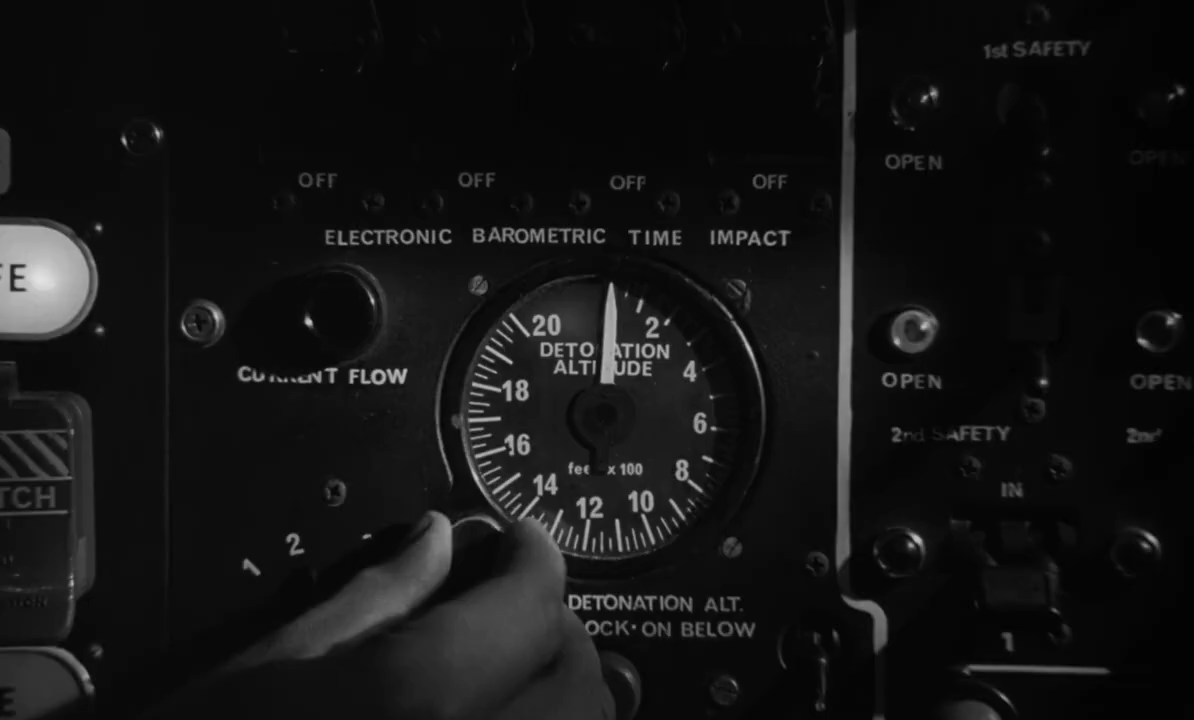 1st SAFETY
OPEN
OPEN
OFF OFF OFF OFF
ELECTRONIC BAROMETRIC TIME IMPACT
FE
CURRENT FLOW
20 2 4 6 8 10 12 14 16 18
DETONATION
ALTITUDE
feet x 100
OPEN
OPEN
2nd SAFETY
2nd
IN
TCH
1 2
DETONATION ALT.
LOCK·ON BELOW
1
E